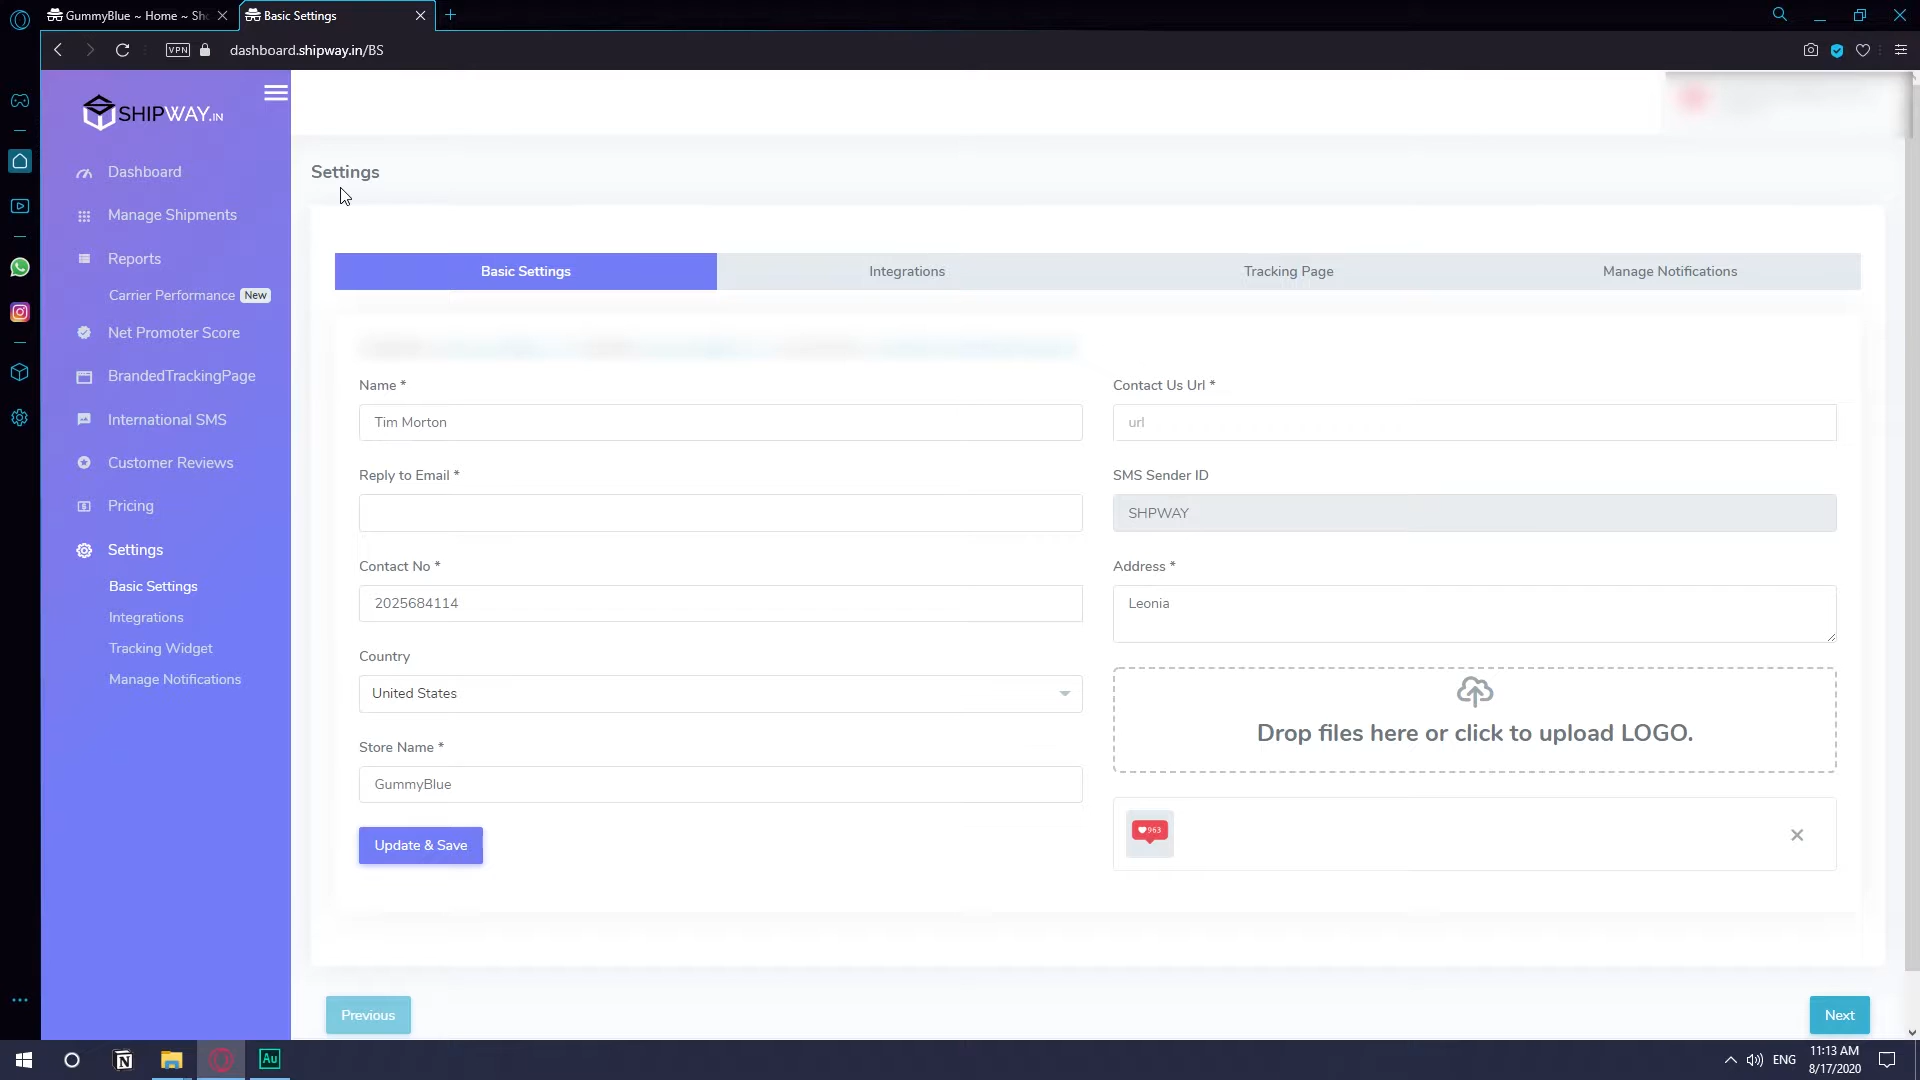 GummyBlue ~ Home ~ Sho
Basic Settings
VPN
dashboard.shipway.in/BS
SHIPWAY.IN
Dashboard
Manage Shipments
Reports
Carrier Performance New
Net Promoter Score
BrandedTrackingPage
International SMS
Customer Reviews
Pricing
Settings
Basic Settings
Integrations
Tracking Widget
Manage Notifications
Settings
Basic Settings
Integrations
Tracking Page
Manage Notifications
Name *
Tim Morton
Reply to Email *
Contact No *
2025684114
Country
United States
Store Name *
GummyBlue
Update & Save
Contact Us Url *
url
SMS Sender ID
SHPWAY
Address *
Leonia
Drop files here or click to upload LOGO.
963
Previous
Next
N
Au
ENG
11:13 AM
8/17/2020